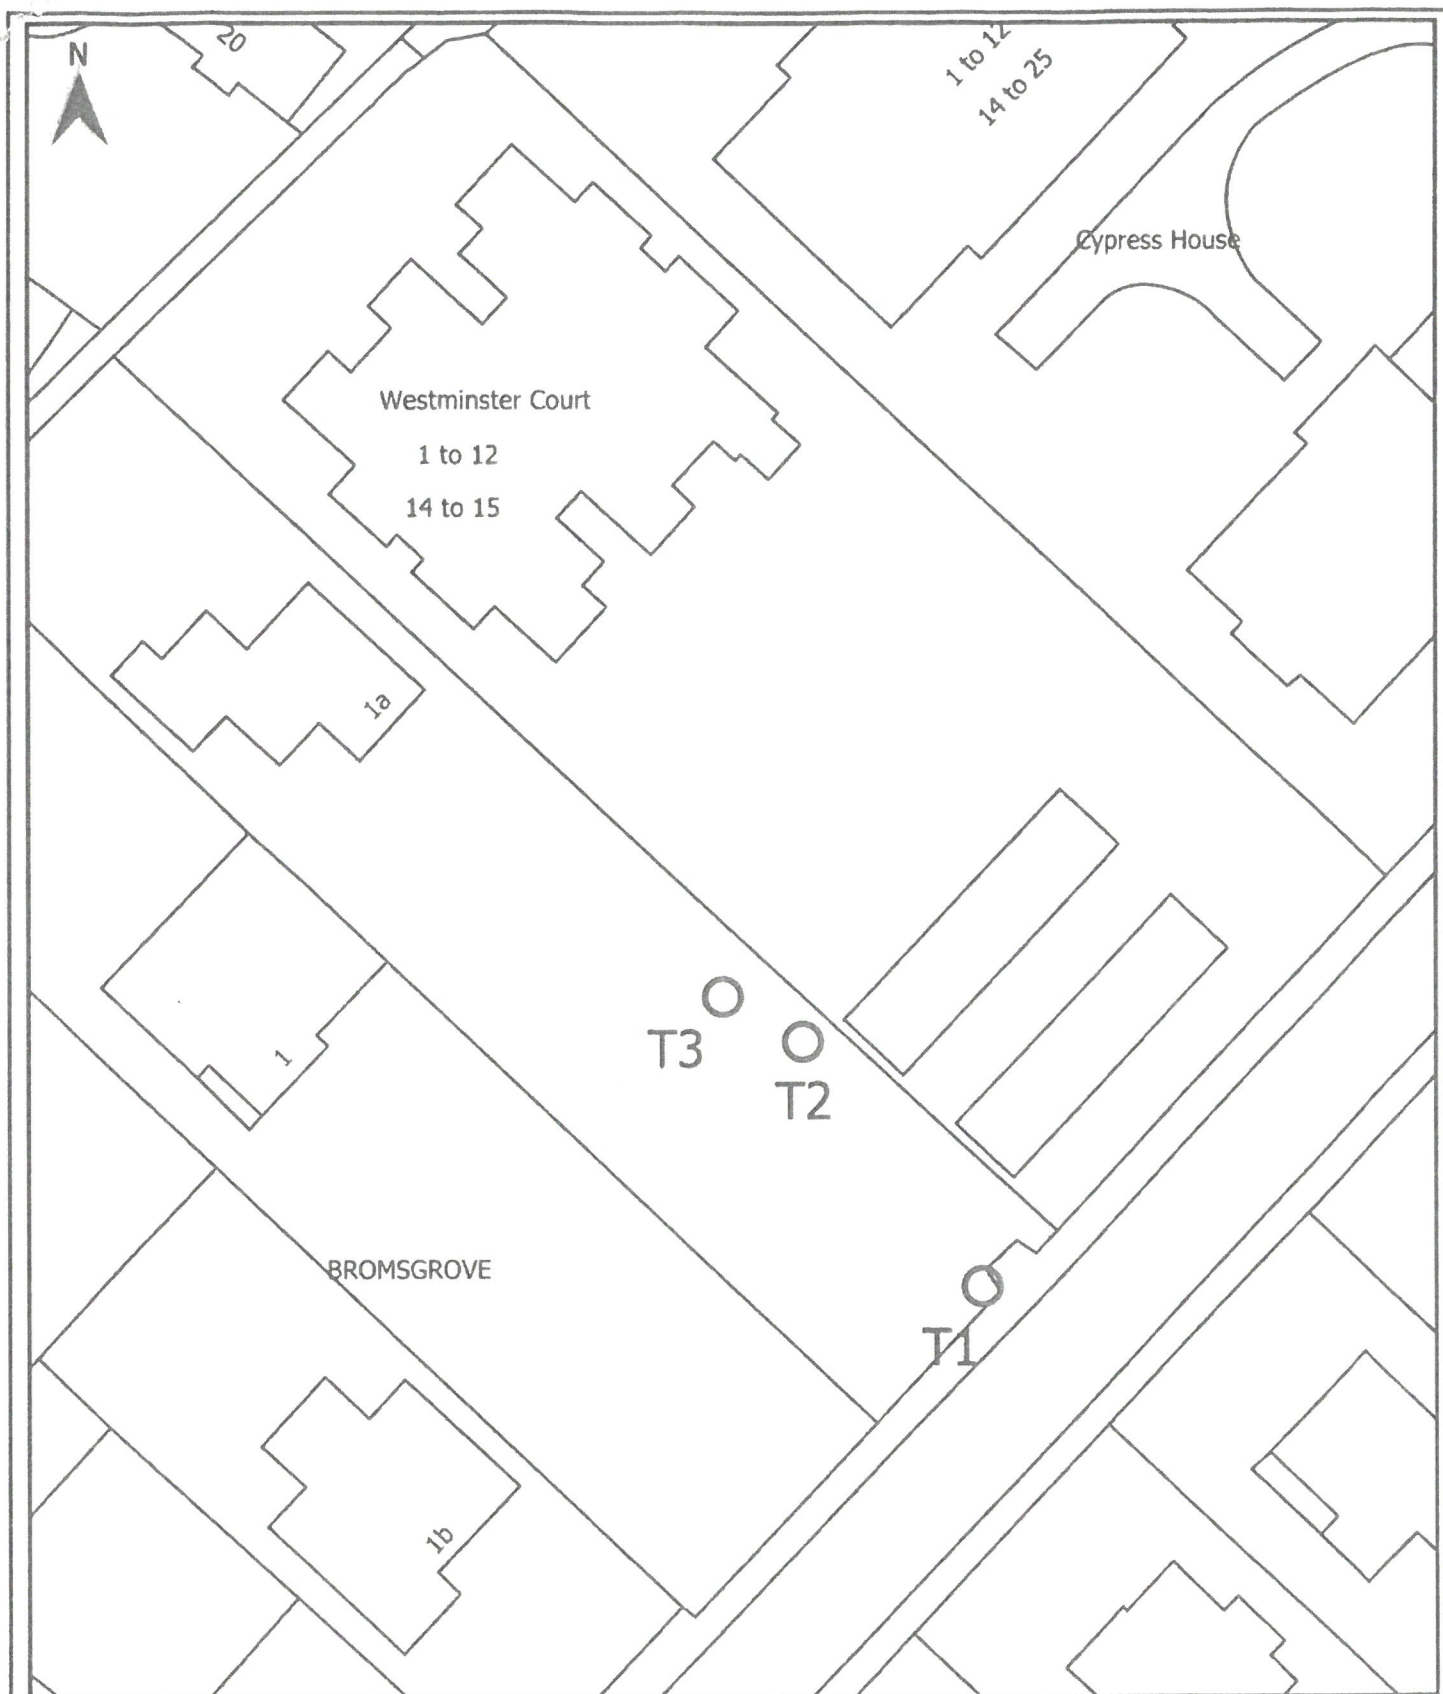 N
20
1 to 12
14 to 25
Cypress House
Westminster Court
1 to 12
14 to 15
1a
T3
T2
1
BROMSGROVE
T1
1b